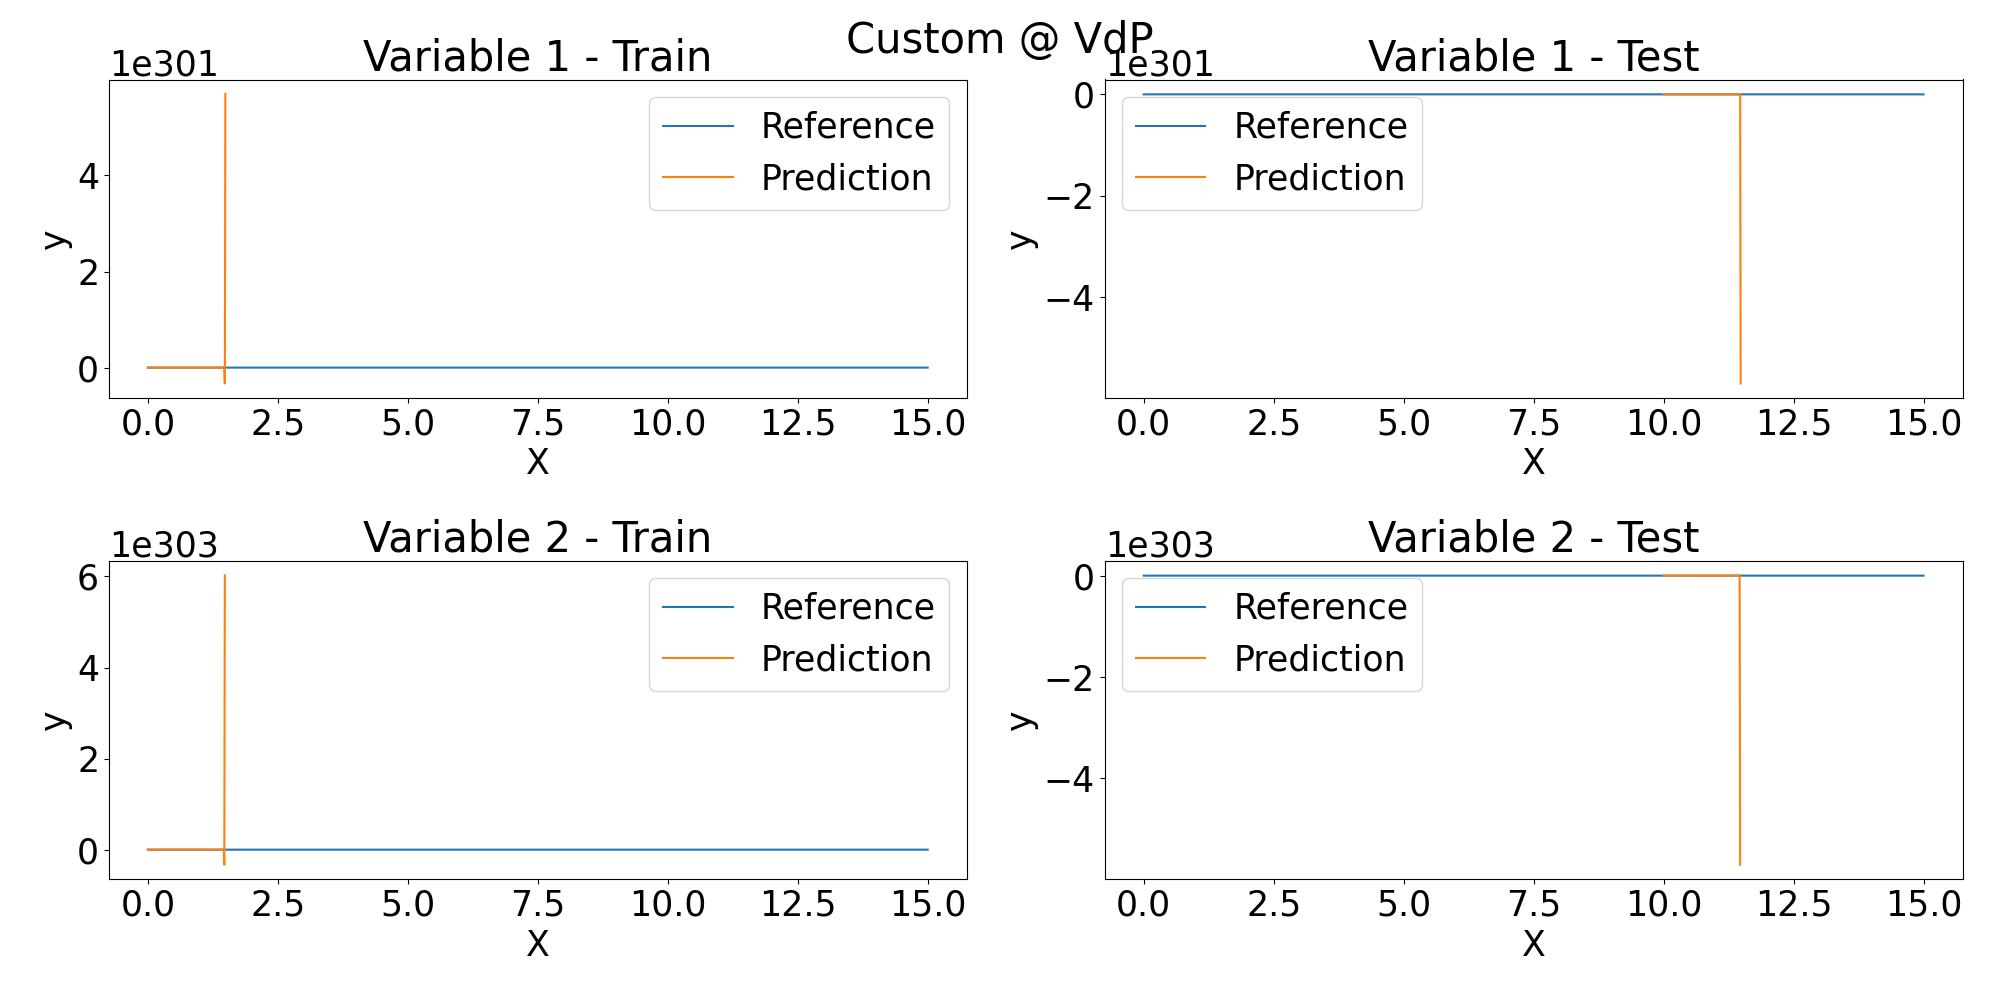 Custom @ VdP
Variable 1 - Train
1e301
4
2
0
y
Reference
Prediction
0.0 2.5 5.0 7.5 10.0 12.5 15.0
X
Variable 1 - Test
1e301
0
−2
−4
y
Reference
Prediction
0.0 2.5 5.0 7.5 10.0 12.5 15.0
X
Variable 2 - Train
1e303
6
4
2
0
y
Reference
Prediction
0.0 2.5 5.0 7.5 10.0 12.5 15.0
X
Variable 2 - Test
1e303
0
−2
−4
y
Reference
Prediction
0.0 2.5 5.0 7.5 10.0 12.5 15.0
X